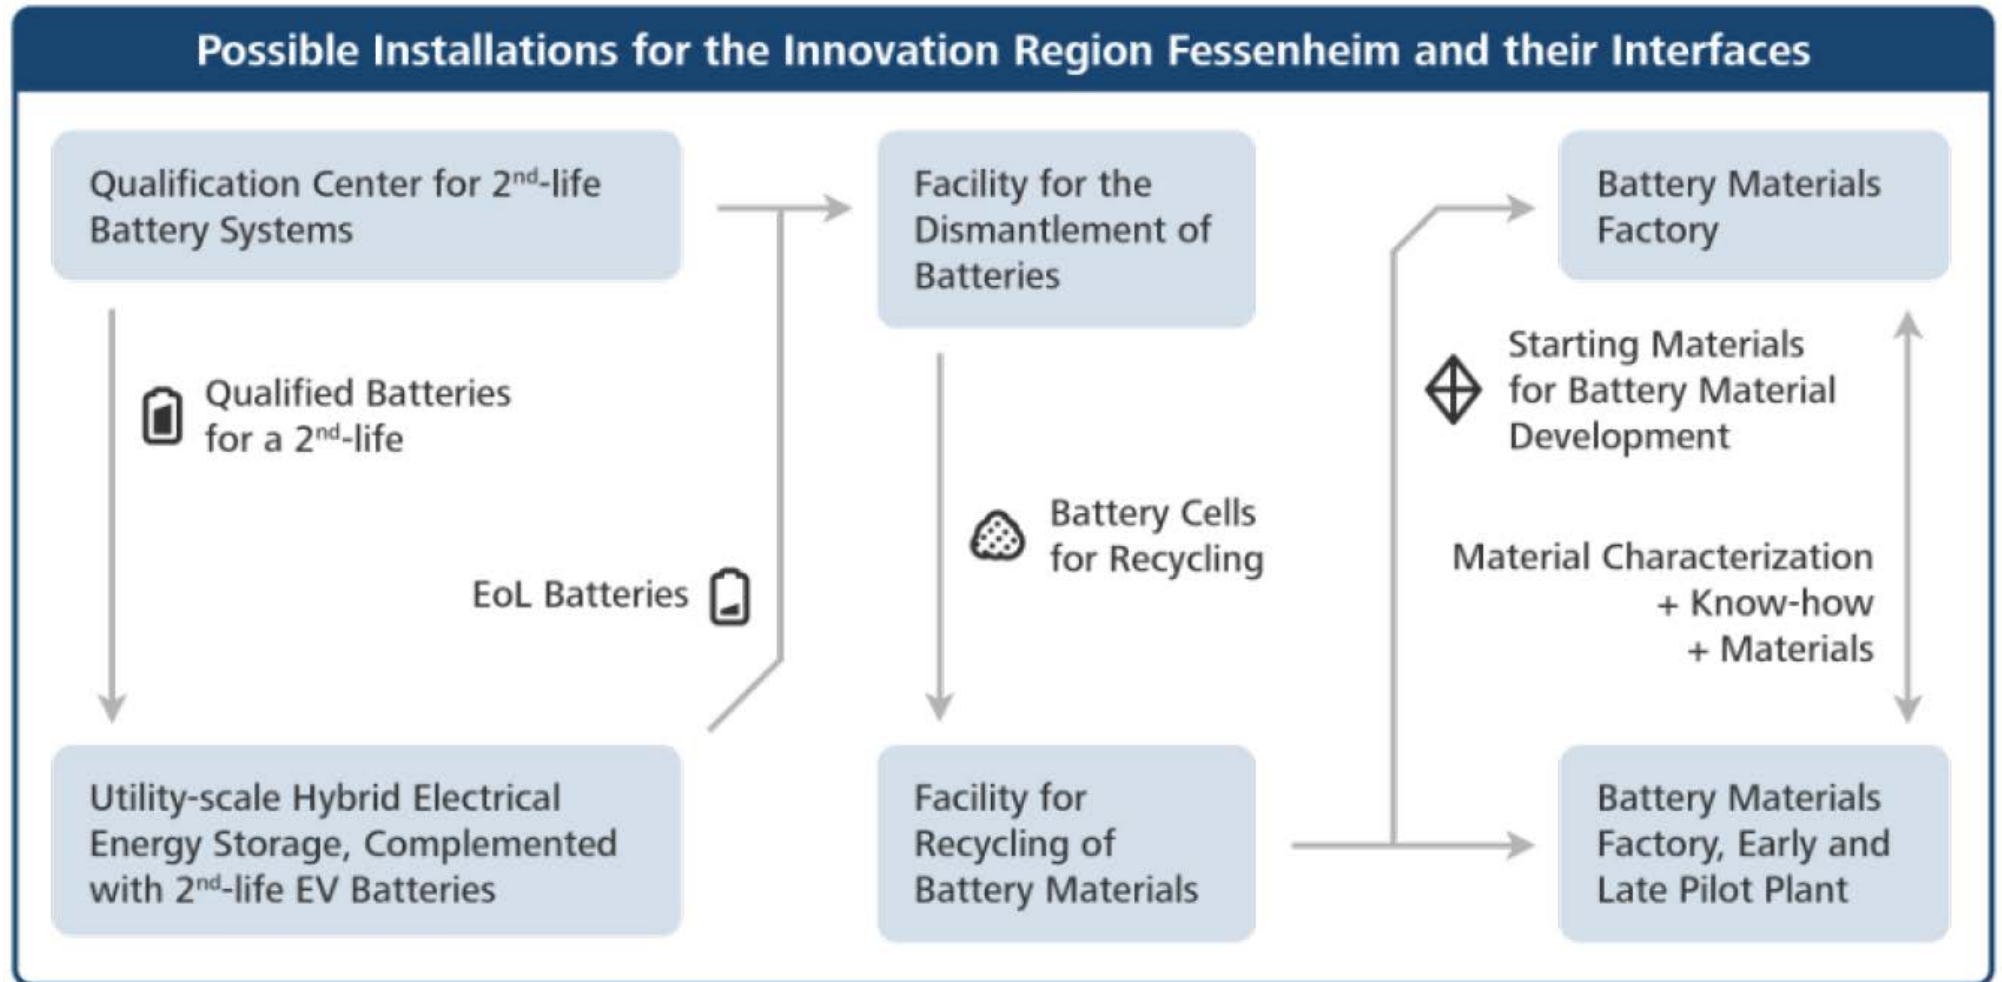 Possible Installations for the Innovation Region Fessenheim and their Interfaces
Qualification Center for 2nd-life
Battery Systems
Facility for the
Dismantlement of
Batteries
Battery Materials
Factory
Qualified Batteries
for a 2nd-life
EoL Batteries
Battery Cells
for Recycling
Starting Materials
for Battery Material
Development
Material Characterization
+ Know-how
+ Materials
Utility-scale Hybrid Electrical
Energy Storage, Complemented
with 2nd-life EV Batteries
Facility for
Recycling of
Battery Materials
Battery Materials
Factory, Early and
Late Pilot Plant